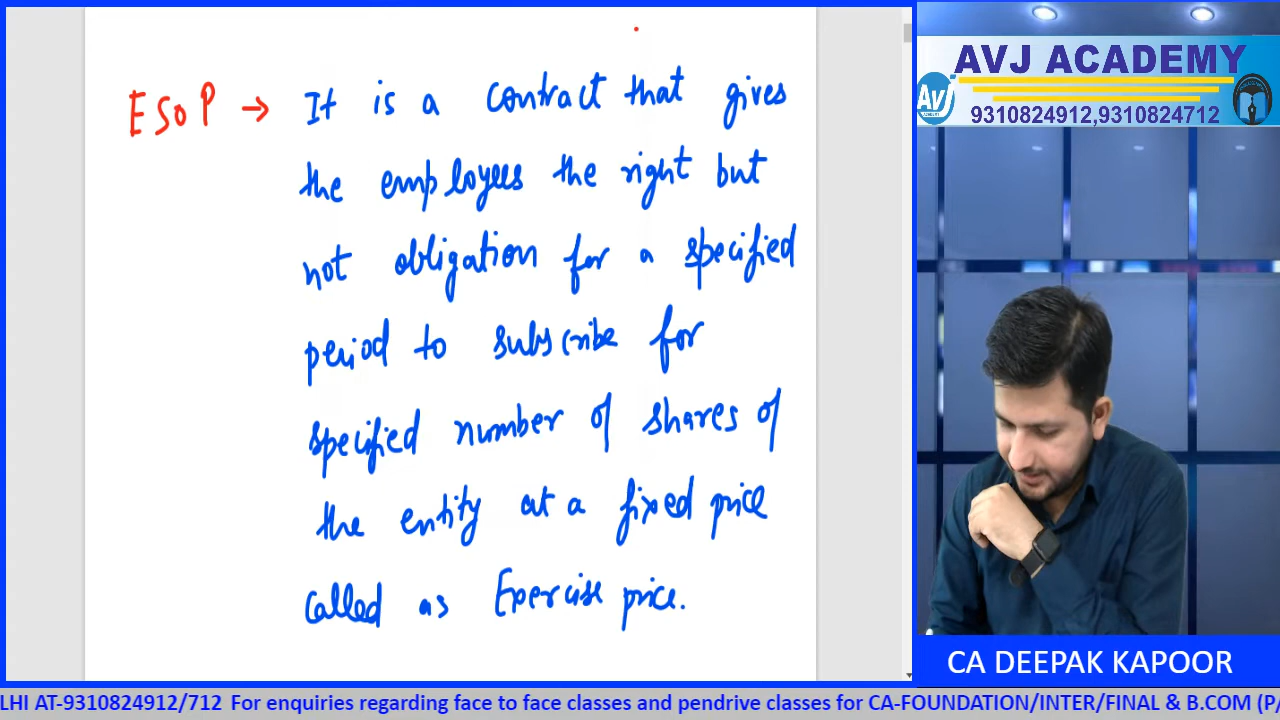 ESOP → It is a contract that gives
the employees the right but
not obligation for a specified
period to subscribe for
specified number of shares of
the entity at a fixed price
called as Exercise price.
AVJ ACADEMY
AV
ACADEMY
9310824912,9310824712
CA DEEPAK KAPOOR
LHI AT-9310824912/712 For enquiries regarding face to face classes and pendrive classes for CA-FOUNDATION/INTER/FINAL & B.COM (P/